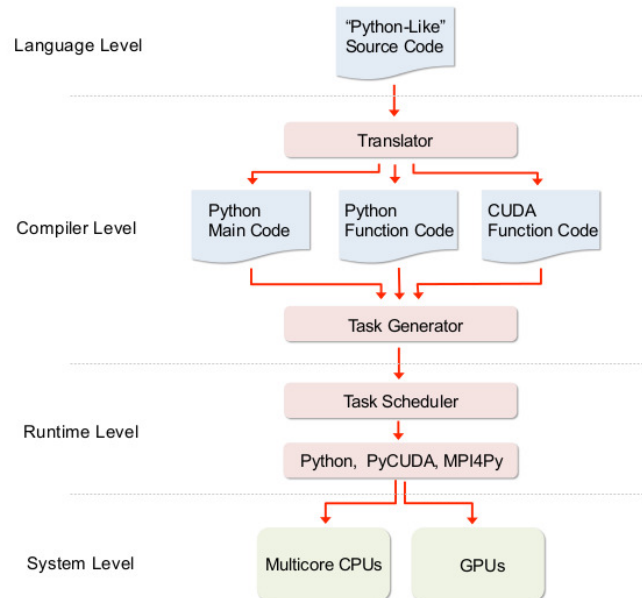 Language Level
“Python-Like”
Source Code
Translator
Compiler Level
Python
Main Code
Python
Function Code
CUDA
Function Code
Task Generator
Runtime Level
Task Scheduler
Python, PyCUDA, MPI4Py
System Level
Multicore CPUs
GPUs